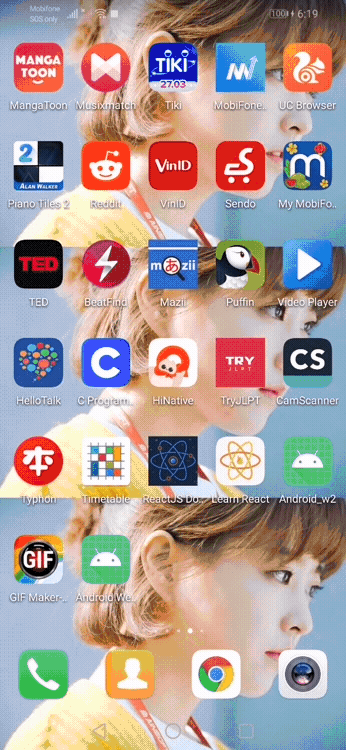 Mobifone
SOS only
100
6:19
MANGA
TOON
TIKI
27.03
MangaToon
Musixmatch
Tiki
MobiFone..
UC Browser
2
ALAN WALKER
VinID
S
m
Piano Tiles 2
Reddit
VinID
Sendo
My MobiFo..
TED
mあzii
TED
BeatFind
Mazii
Puffin
Video Player
C
TRY
JLPT
CS
HelloTalk
C Program..
HiNative
TryJLPT
CamScanner
本
Typhon
Timetable
ReactJS Do..
Learn React
Android_w2
GIF
GIF Maker-..
Android We..